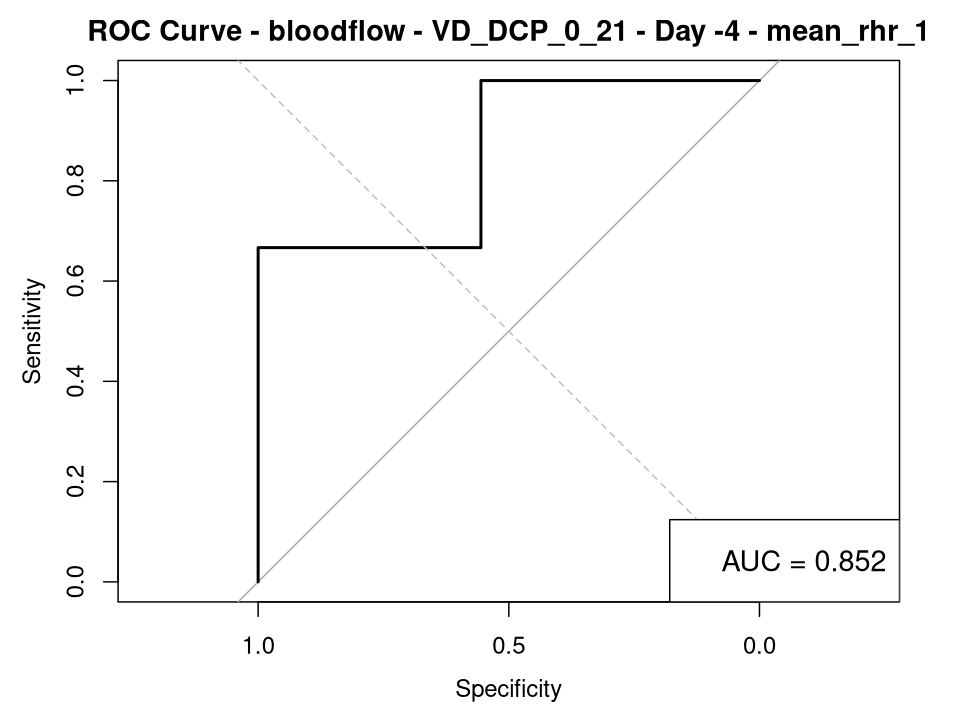 ROC Curve - bloodflow - VD_DCP_0_21 - Day -4 - mean_rhr_1
Sensitivity
1.0
0.8
0.6
0.4
0.2
0.0
AUC = 0.852
1.0 0.5 0.0
Specificity